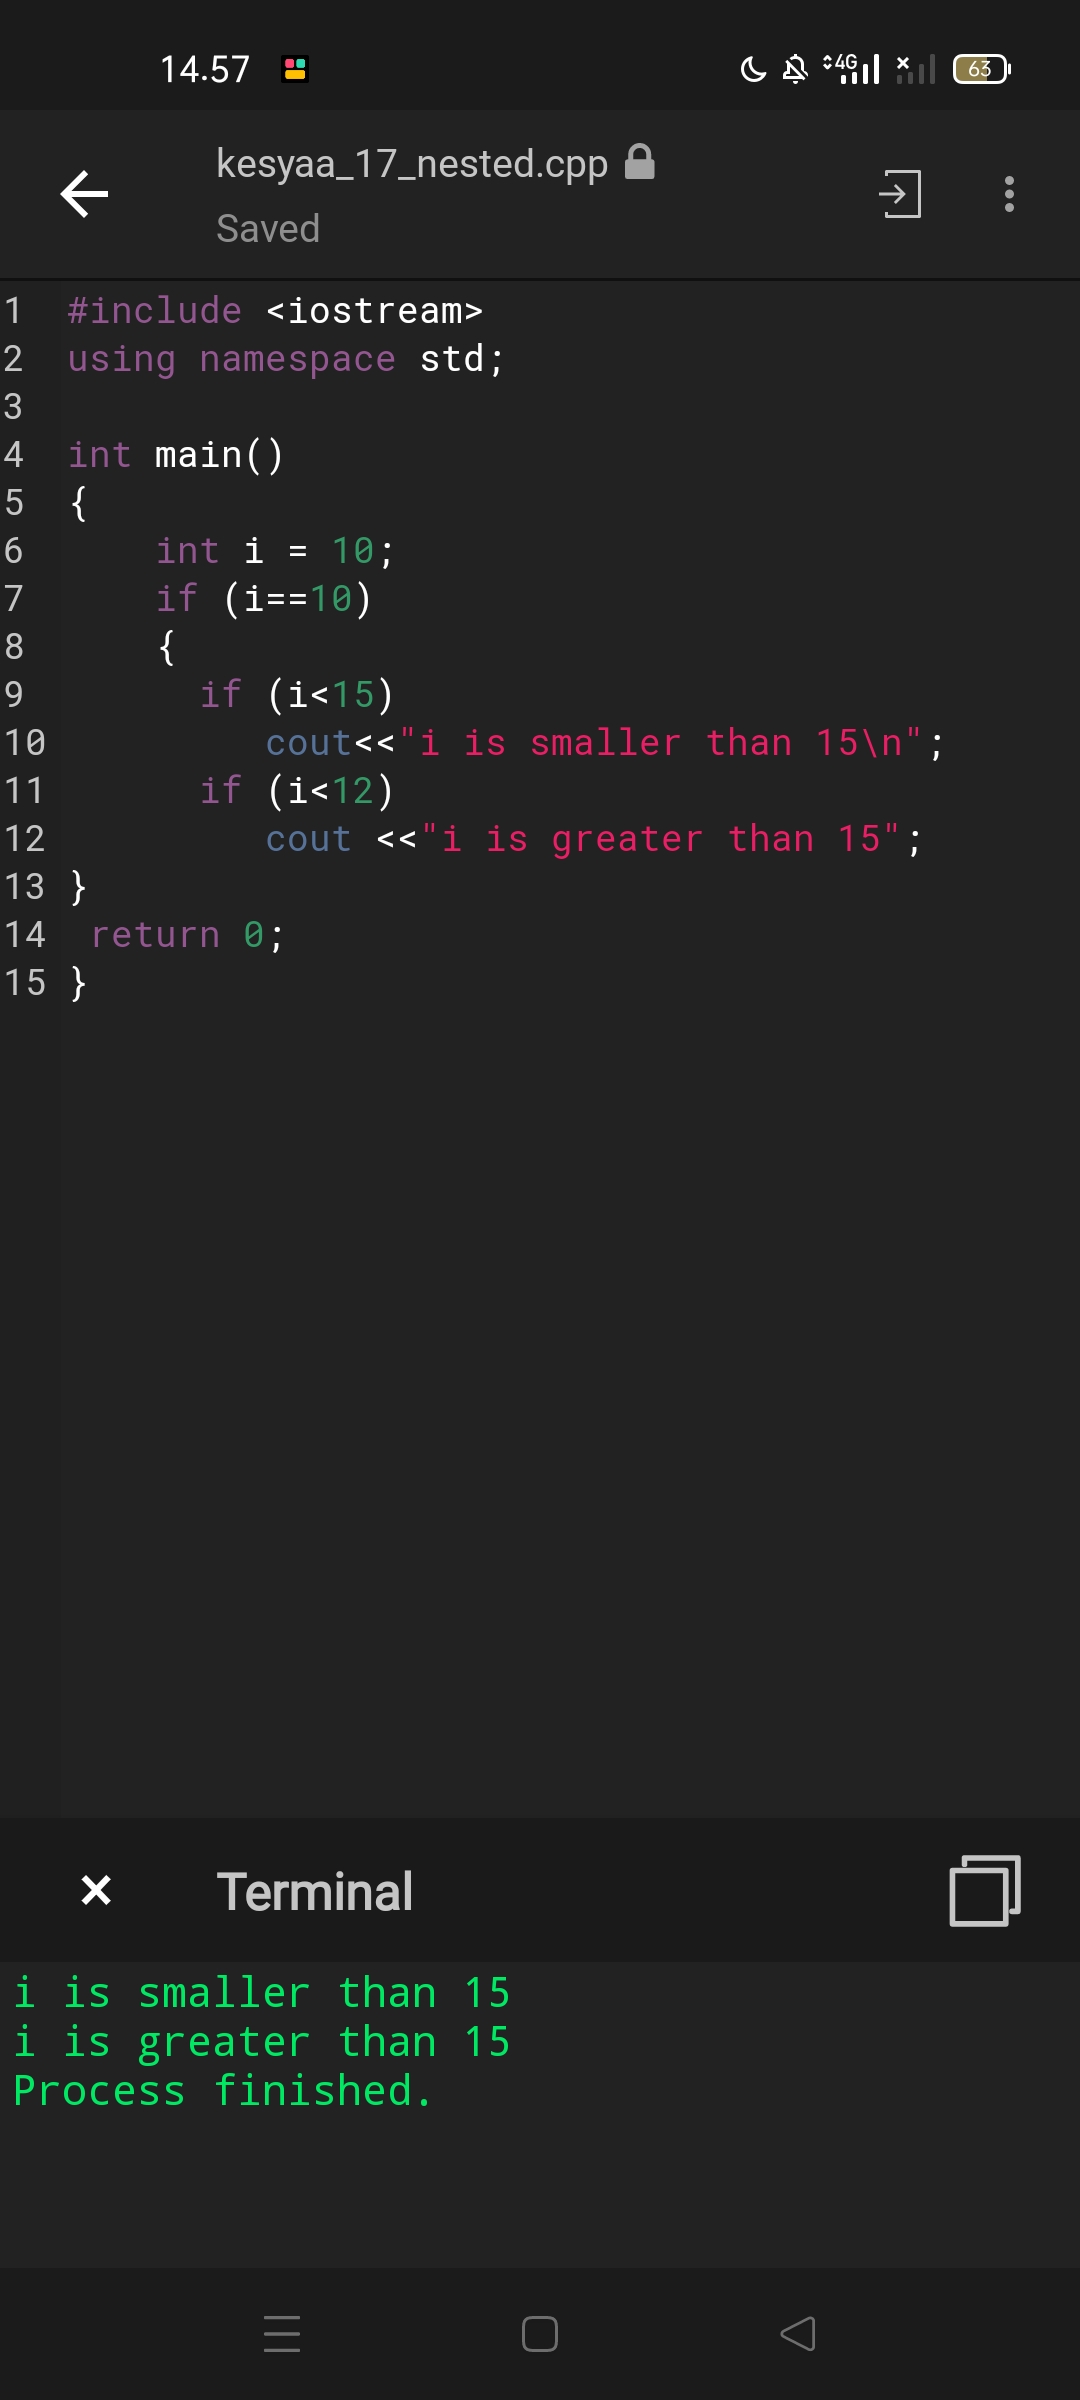 14.57
4G
63
kesyaa_17_nested.cpp
Saved
1 #include <iostream>
2 using namespace std;
3
4 int main()
5 {
6     int i = 10;
7     if (i==10)
8     {
9       if (i<15)
10         cout<<"i is smaller than 15\n";
11      if (i<12)
12         cout <<"i is greater than 15";
13 }
14  return 0;
15 }
Terminal
i is smaller than 15
i is greater than 15
Process finished.